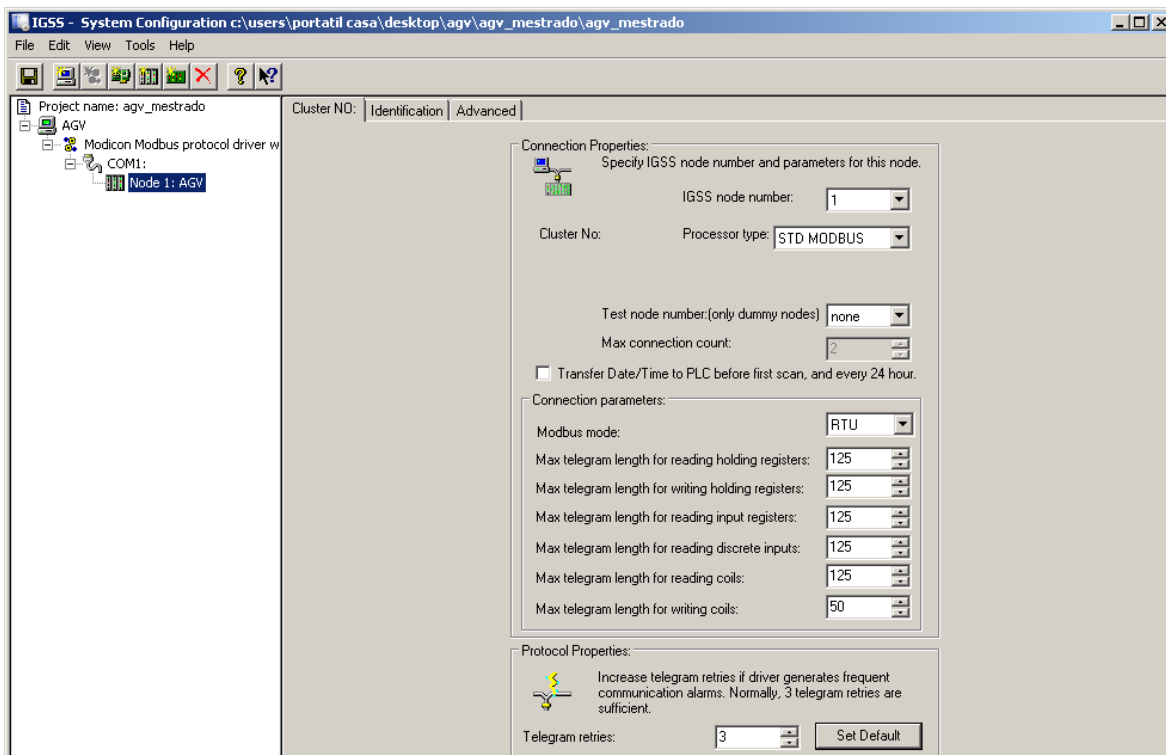 IGSS - System Configuration c:\users\portatil casa\desktop\agv\agv_mestrado\agv_mestrado
File Edit View Tools Help
Project name: agv_mestrado
AGV
Modicon Modbus protocol driver w
COM1:
Node 1: AGV
Cluster NO: Identification Advanced
Connection Properties:
Specify IGSS node number and parameters for this node.
IGSS node number: 1
Cluster No: Processor type: STD MODBUS
Test node number:(only dummy nodes) none
Max connection count: 2
Transfer Date/Time to PLC before first scan, and every 24 hour.
Connection parameters:
Modbus mode: RTU
Max telegram length for reading holding registers: 125
Max telegram length for writing holding registers: 125
Max telegram length for reading input registers: 125
Max telegram length for reading discrete inputs: 125
Max telegram length for reading coils: 125
Max telegram length for writing coils: 50
Protocol Properties:
Increase telegram retries if driver generates frequent
communication alarms. Normally, 3 telegram retries are
sufficient.
Telegram retries: 3 Set Default